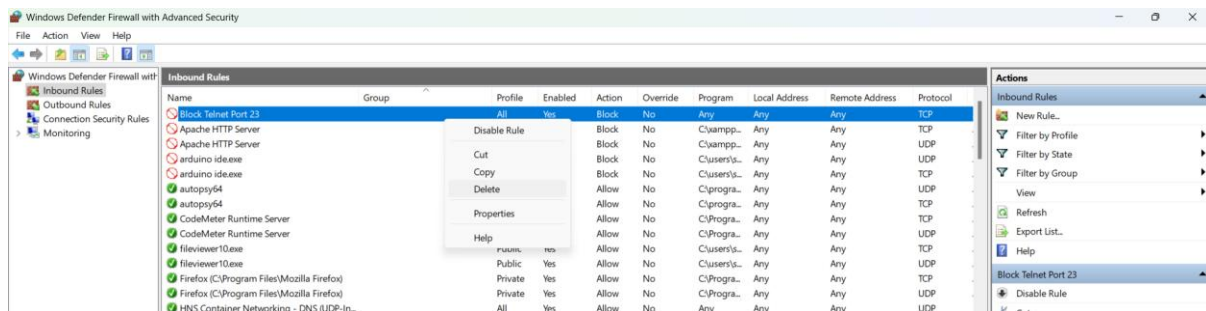 Windows Defender Firewall with Advanced Security
File Action View Help
Windows Defender Firewall with
Inbound Rules
Outbound Rules
Connection Security Rules
Monitoring
Inbound Rules
Name Group Profile Enabled Action Override Program Local Address Remote Address Protocol
Block Telnet Port 23 All Yes Block No Any Any Any TCP
Apache HTTP Server Block No C:\xampp... Any Any TCP
Apache HTTP Server Block No C:\xampp... Any Any UDP
arduino ide.exe Block No C:\users\s... Any Any UDP
arduino ide.exe Block No C:\users\s... Any Any TCP
autopsy64 Allow No C:\progra... Any Any UDP
autopsy64 Allow No C:\progra... Any Any TCP
CodeMeter Runtime Server Allow No C:\Progra... Any Any TCP
CodeMeter Runtime Server Allow No C:\Progra... Any Any UDP
fileviewer10.exe Public Yes Allow No C:\users\s... Any Any TCP
fileviewer10.exe Public Yes Allow No C:\users\s... Any Any UDP
Firefox (C:\Program Files\Mozilla Firefox) Private Yes Allow No C:\Progra... Any Any TCP
Firefox (C:\Program Files\Mozilla Firefox) Private Yes Allow No C:\Progra... Any Any UDP
HNS Container Networking - DNS (UDP-In... All Yes Allow No Any Any Any UDP
Disable Rule
Cut
Copy
Delete
Properties
Help
Actions
Inbound Rules
New Rule...
Filter by Profile
Filter by State
Filter by Group
View
Refresh
Export List...
Help
Block Telnet Port 23
Disable Rule